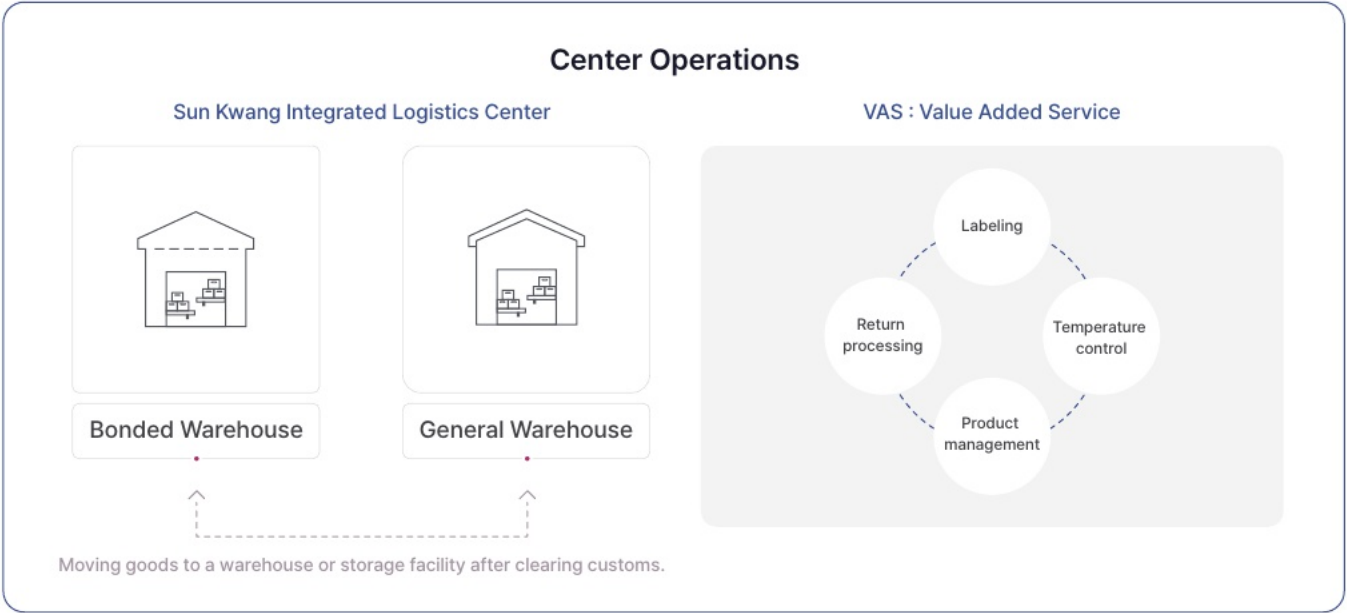 Center Operations
Sun Kwang Integrated Logistics Center
Bonded Warehouse
General Warehouse
Moving goods to a warehouse or storage facility after clearing customs.
VAS : Value Added Service
Labeling
Return
processing
Temperature
control
Product
management